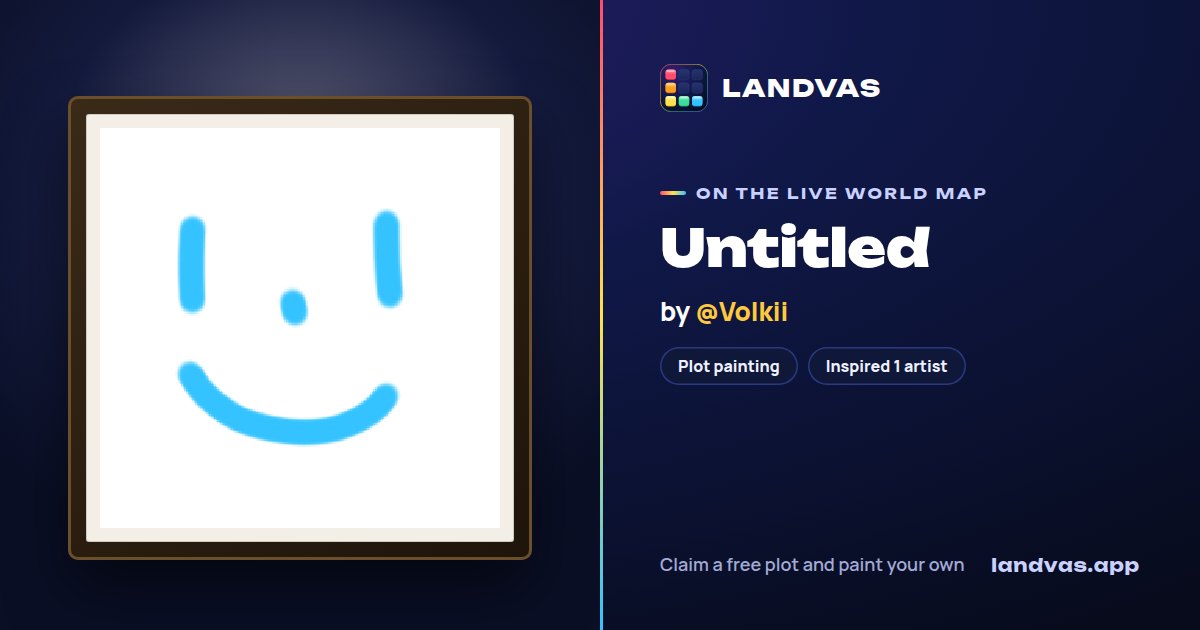 LANDVAS
ON THE LIVE WORLD MAP
Untitled
by @Volkii
Plot painting
Inspired 1 artist
Claim a free plot and paint your own
landvas.app